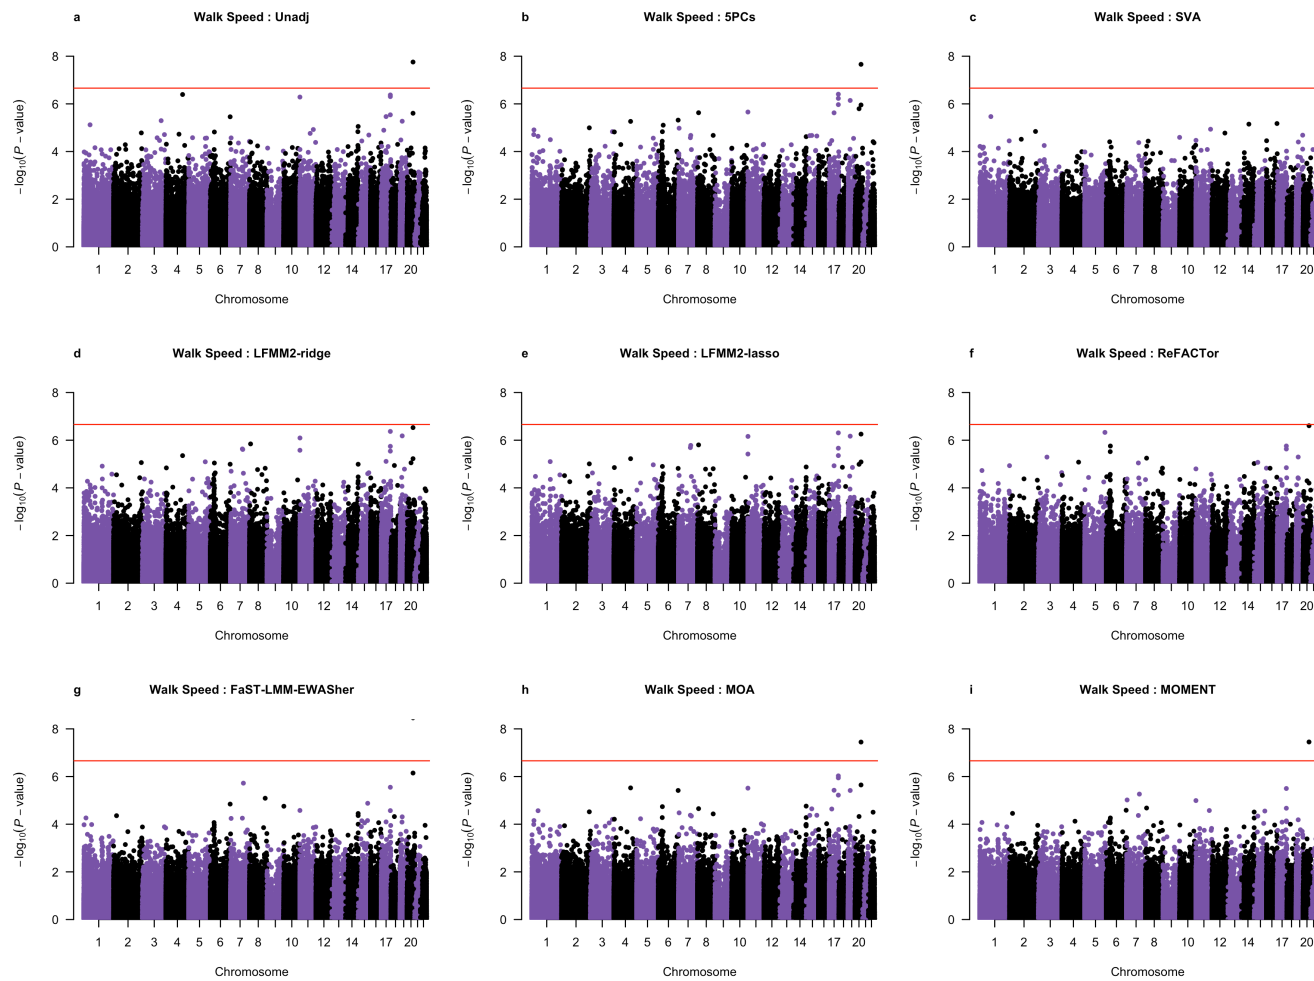 a Walk Speed : Unadj
8
6
4
2
0
−log10(P − value)
1 2 3 4 5 6 7 8 10 12 14 17 20
Chromosome
b Walk Speed : 5PCs
8
6
4
2
0
−log10(P − value)
1 2 3 4 5 6 7 8 10 12 14 17 20
Chromosome
c Walk Speed : SVA
8
6
4
2
0
−log10(P − value)
1 2 3 4 5 6 7 8 10 12 14 17 20
Chromosome
d Walk Speed : LFMM2-ridge
8
6
4
2
0
−log10(P − value)
1 2 3 4 5 6 7 8 10 12 14 17 20
Chromosome
e Walk Speed : LFMM2-lasso
8
6
4
2
0
−log10(P − value)
1 2 3 4 5 6 7 8 10 12 14 17 20
Chromosome
f Walk Speed : ReFACTor
8
6
4
2
0
−log10(P − value)
1 2 3 4 5 6 7 8 10 12 14 17 20
Chromosome
g Walk Speed : FaST-LMM-EWASher
8
6
4
2
0
−log10(P − value)
1 2 3 4 5 6 7 8 10 12 14 17 20
Chromosome
h Walk Speed : MOA
8
6
4
2
0
−log10(P − value)
1 2 3 4 5 6 7 8 10 12 14 17 20
Chromosome
i Walk Speed : MOMENT
8
6
4
2
0
−log10(P − value)
1 2 3 4 5 6 7 8 10 12 14 17 20
Chromosome